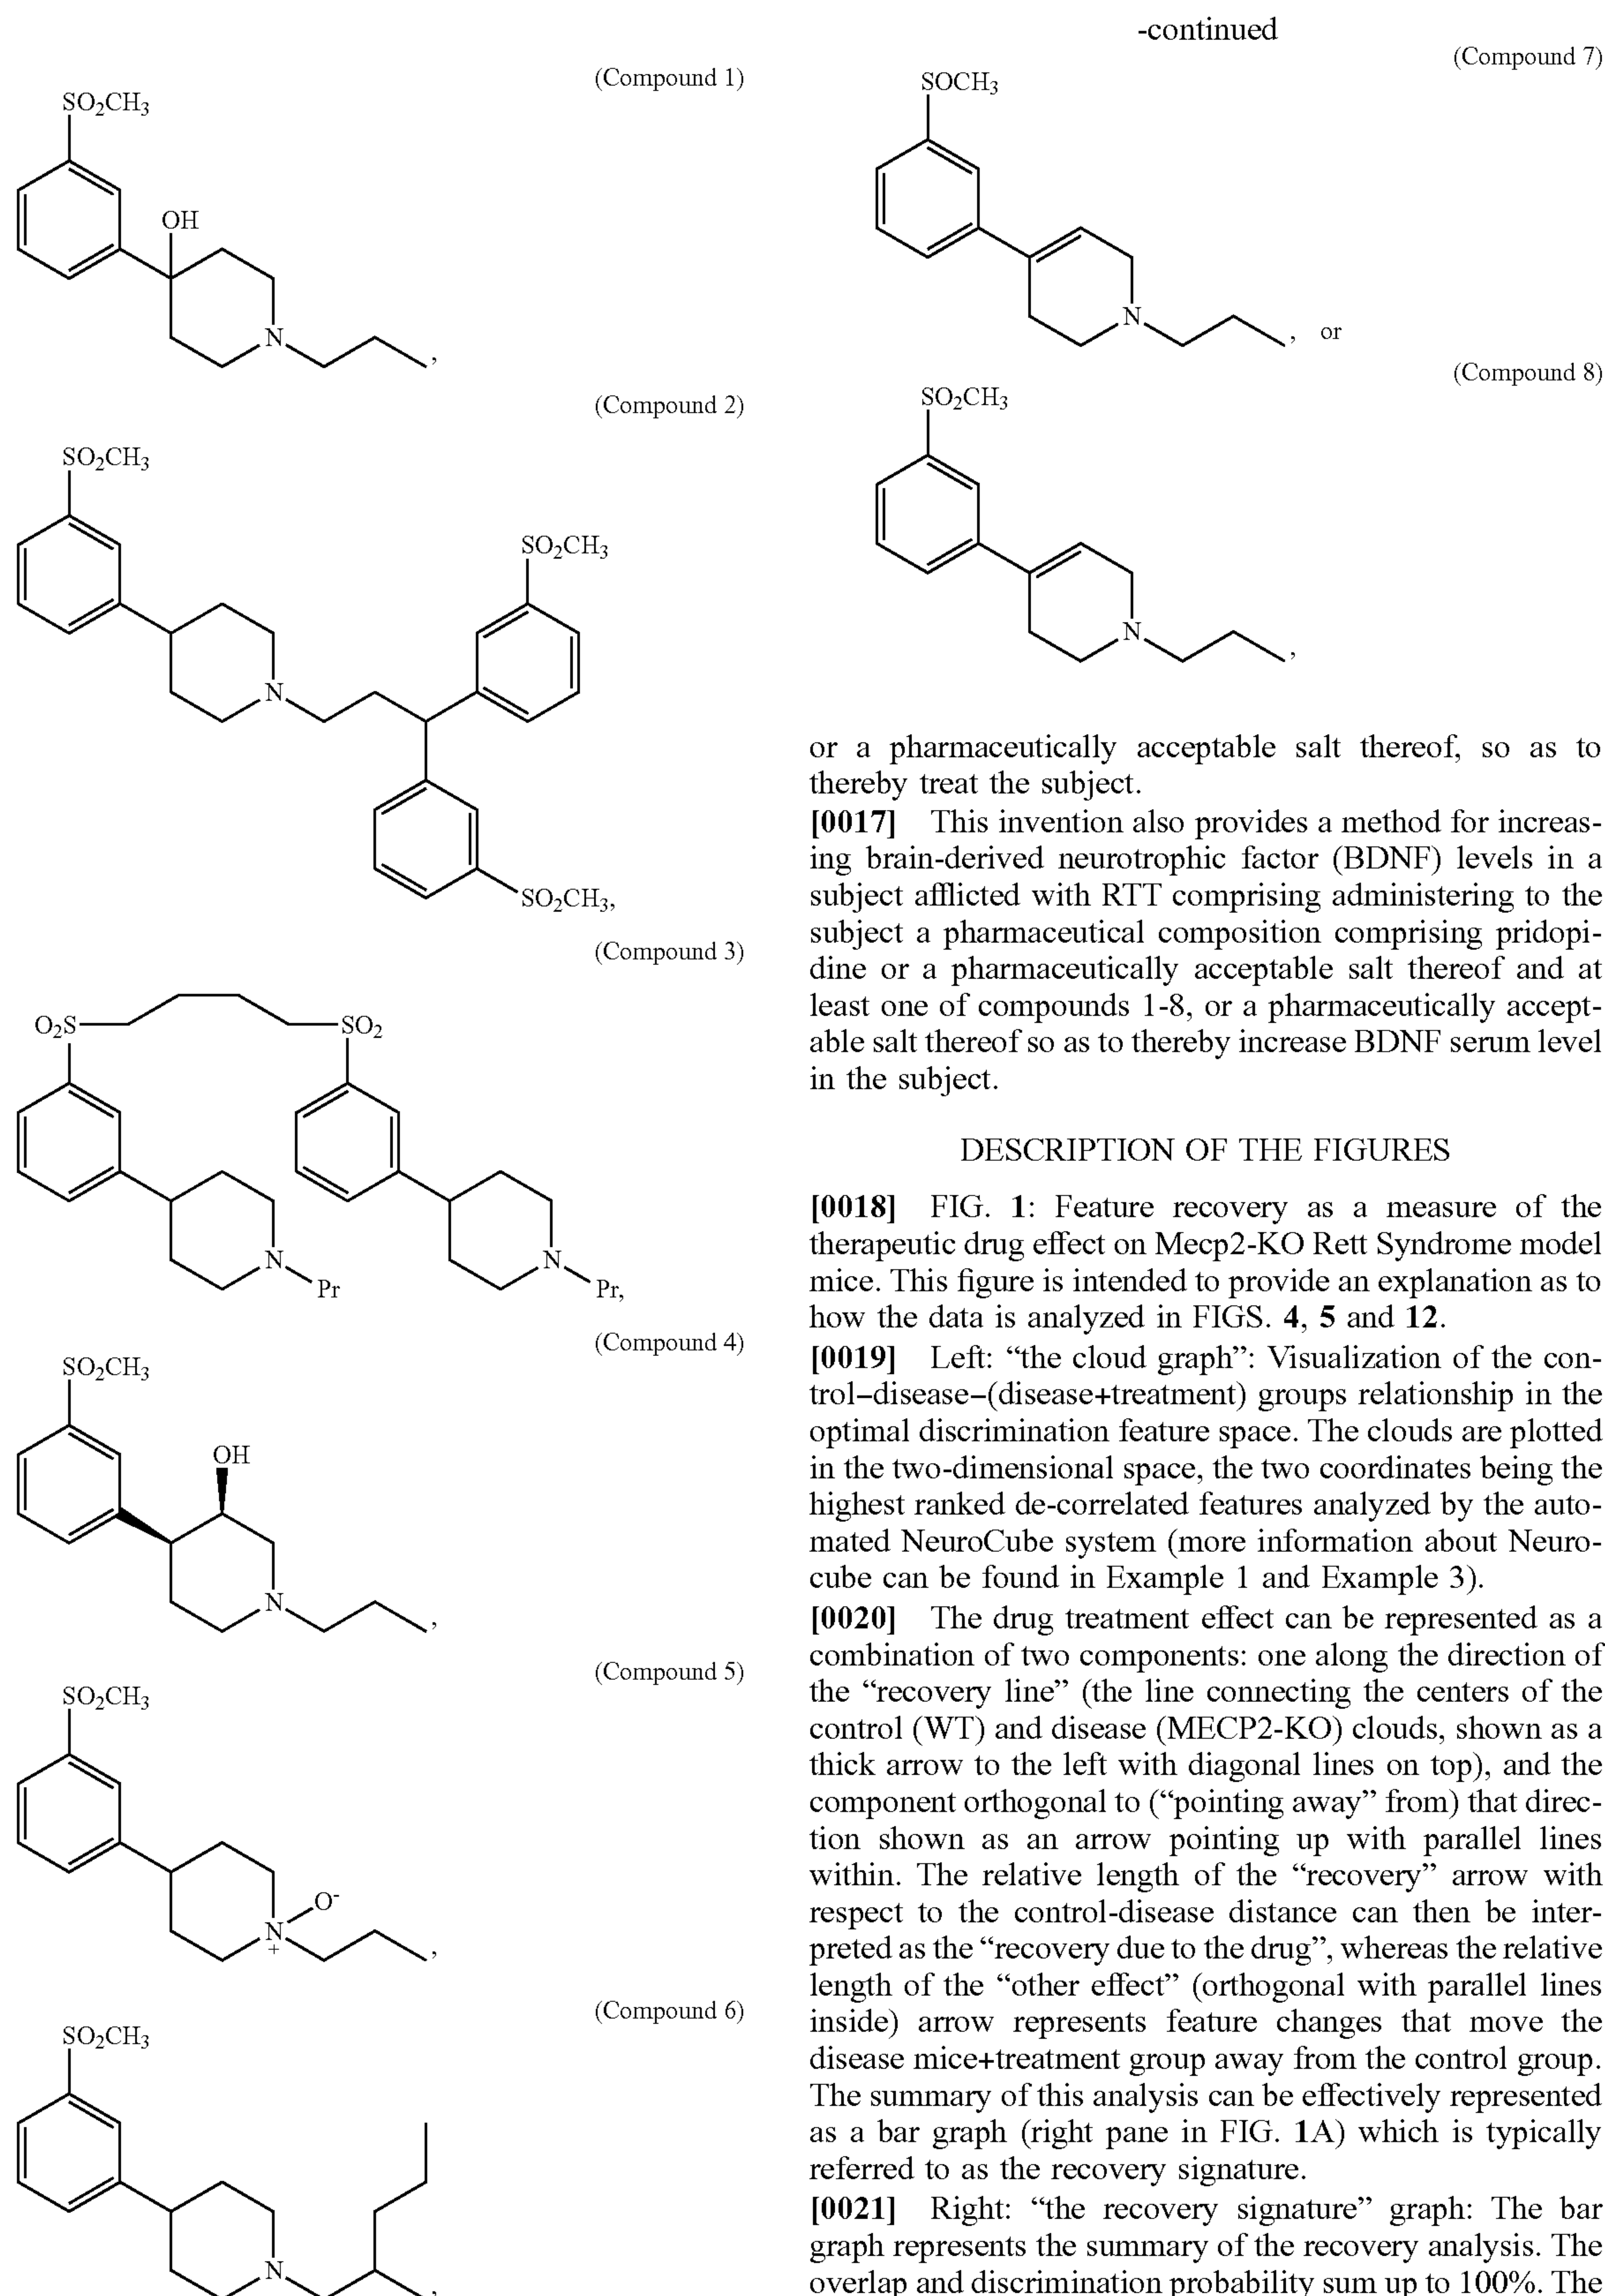 (Compound 1)
SO₂CH₃
OH
N
,
(Compound 2)
SO₂CH₃
SO₂CH₃
N
SO₂CH₃,
(Compound 3)
O₂S
SO₂
N
N
Pr
Pr,
(Compound 4)
SO₂CH₃
OH
N
,
(Compound 5)
SO₂CH₃
O⁻
N
+
,
(Compound 6)
SO₂CH₃
N
,
-continued
(Compound 7)
SOCH₃
N
, or
(Compound 8)
SO₂CH₃
N
,
or a pharmaceutically acceptable salt thereof, so as to
thereby treat the subject.
[0017] This invention also provides a method for increas-
ing brain-derived neurotrophic factor (BDNF) levels in a
subject afflicted with RTT comprising administering to the
subject a pharmaceutical composition comprising pridopi-
dine or a pharmaceutically acceptable salt thereof and at
least one of compounds 1-8, or a pharmaceutically accept-
able salt thereof so as to thereby increase BDNF serum level
in the subject.
DESCRIPTION OF THE FIGURES
[0018] FIG. 1: Feature recovery as a measure of the
therapeutic drug effect on Mecp2-KO Rett Syndrome model
mice. This figure is intended to provide an explanation as to
how the data is analyzed in FIGS. 4, 5 and 12.
[0019] Left: “the cloud graph”: Visualization of the con-
trol–disease–(disease+treatment) groups relationship in the
optimal discrimination feature space. The clouds are plotted
in the two-dimensional space, the two coordinates being the
highest ranked de-correlated features analyzed by the auto-
mated NeuroCube system (more information about Neuro-
cube can be found in Example 1 and Example 3).
[0020] The drug treatment effect can be represented as a
combination of two components: one along the direction of
the “recovery line” (the line connecting the centers of the
control (WT) and disease (MECP2-KO) clouds, shown as a
thick arrow to the left with diagonal lines on top), and the
component orthogonal to (“pointing away” from) that direc-
tion shown as an arrow pointing up with parallel lines
within. The relative length of the “recovery” arrow with
respect to the control-disease distance can then be inter-
preted as the “recovery due to the drug”, whereas the relative
length of the “other effect” (orthogonal with parallel lines
inside) arrow represents feature changes that move the
disease mice+treatment group away from the control group.
The summary of this analysis can be effectively represented
as a bar graph (right pane in FIG. 1A) which is typically
referred to as the recovery signature.
[0021] Right: “the recovery signature” graph: The bar
graph represents the summary of the recovery analysis. The
overlap and discrimination probability sum up to 100%. The